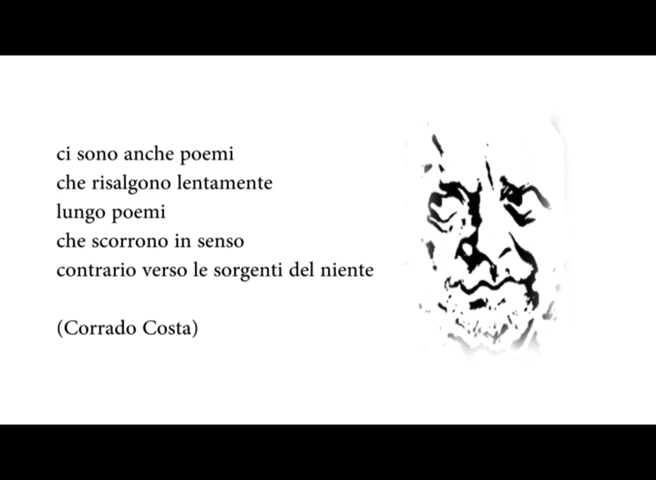 ci sono anche poemi
che risalgono lentamente
lungo poemi
che scorrono in senso
contrario verso le sorgenti del niente
(Corrado Costa)